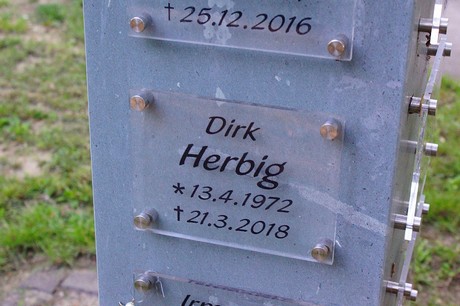 † 25.12.2016
Dirk
Herbig
* 13.4.1972
† 21.3.2018